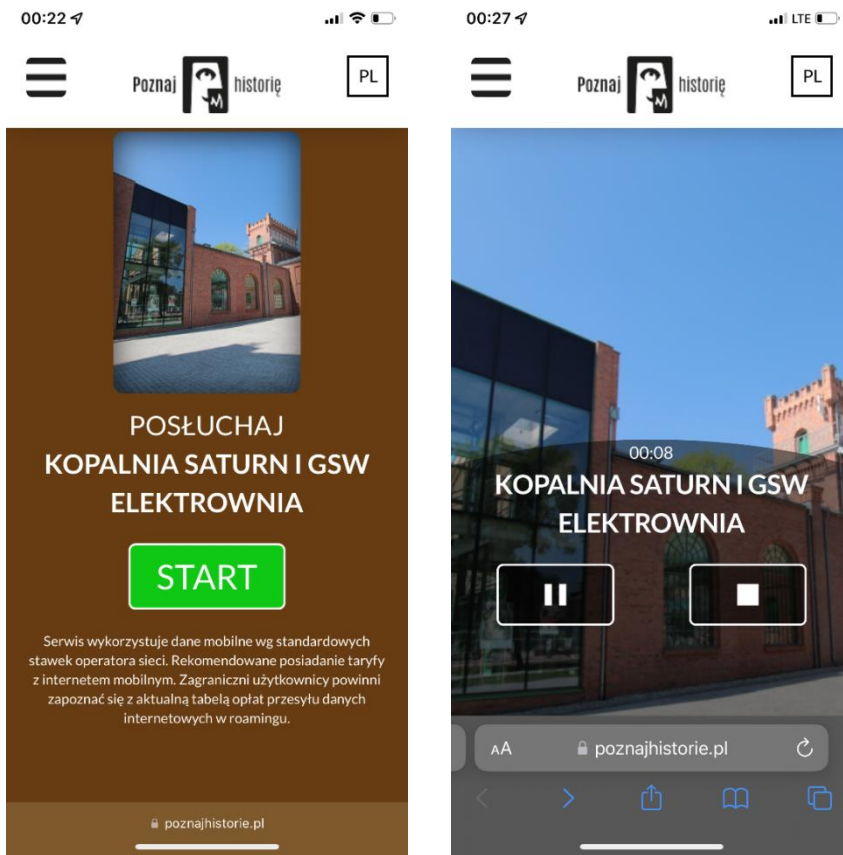 00:22
Poznaj historię
PL
POSŁUCHAJ
KOPALNIA SATURN I GSW
ELEKTROWNIA
START
Serwis wykorzystuje dane mobilne wg standardowych
stawek operatora sieci. Rekomendowane posiadanie taryfy
z internetem mobilnym. Zagraniczni użytkownicy powinni
zapoznać się z aktualną tabelą opłat przesyłu danych
internetowych w roamingu.
poznajhistorie.pl
00:27 LTE
Poznaj historię
PL
00:08
KOPALNIA SATURN I GSW
ELEKTROWNIA
AA poznajhistorie.pl